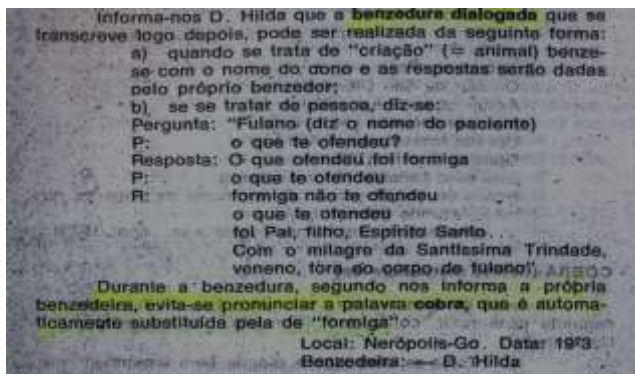 Informa-nos D. Hilda que a benzedura dialogada que se
transcreve logo depois, pode ser realizada da seguinte forma:
a) quando se trata de "criação" (= animal) benze-
se com o nome do dono e as respostas serão dadas
pelo próprio benzedor;
b) se se tratar de pessoa, diz-se:
Pergunta: "Fulano (diz o nome do paciente)
P: o que te ofendeu?
Resposta: O que ofendeu foi formiga
P: o que te ofendeu
R: formiga não te ofendeu
o que te ofendeu
foi Pai, filho, Espírito Santo...
Com o milagre da Santíssima Trindade,
veneno, fora do corpo de fulano".
Durante a benzedura, segundo nos informa a própria
benzedeira, evita-se pronunciar a palavra cobra, que é automa-
ticamente substituída pela de "formiga".
Local: Nerópolis-Go. Data:
Benzedeira: — D. Hilda